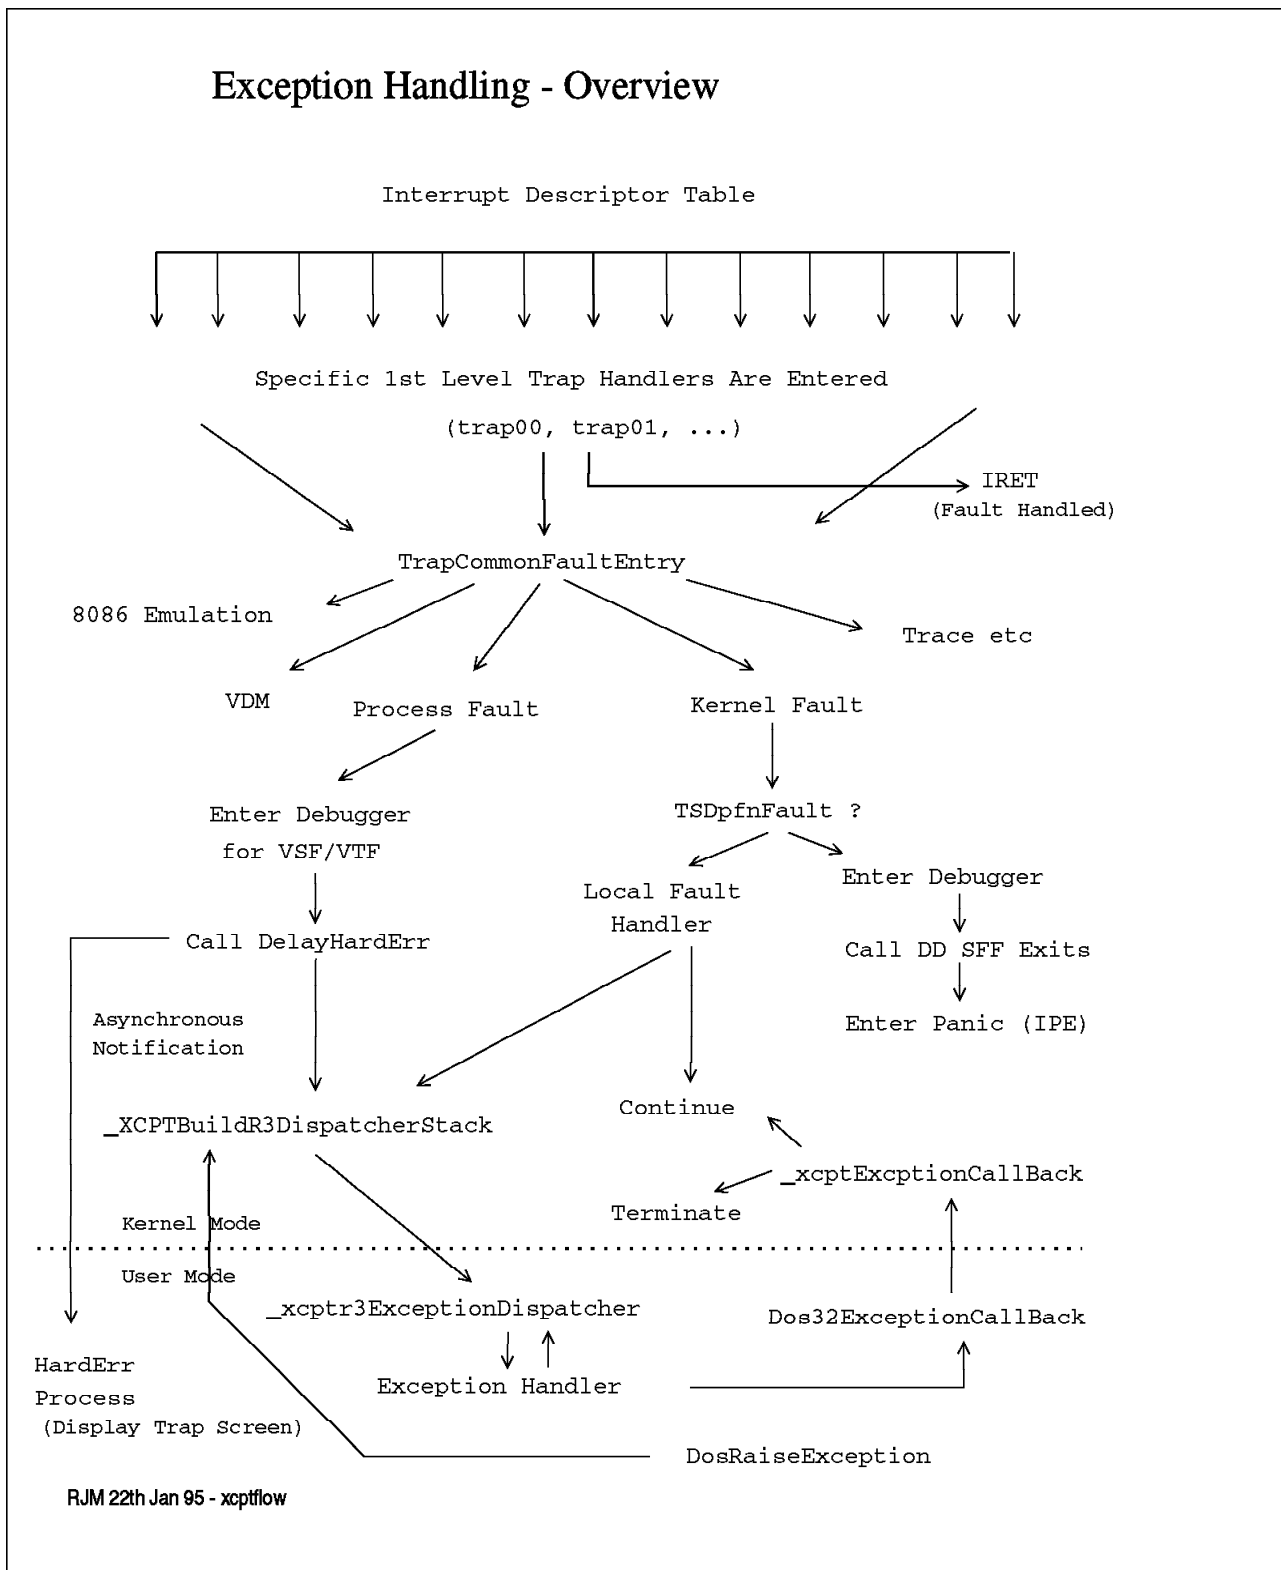 Exception Handling - Overview
Interrupt Descriptor Table
Specific 1st Level Trap Handlers Are Entered
(trap00, trap01, ...)
IRET
(Fault Handled)
TrapCommonFaultEntry
8086 Emulation
Trace etc
VDM
Process Fault
Kernel Fault
Enter Debugger
for VSF/VTF
TSDpfnFault ?
Local Fault
Handler
Enter Debugger
Call DelayHardErr
Call DD SFF Exits
Asynchronous
Notification
Enter Panic (IPE)
Continue
_XCPTBuildR3DispatcherStack
_xcptExcptionCallBack
Terminate
Kernel Mode
User Mode
_xcptr3ExceptionDispatcher
Dos32ExceptionCallBack
HardErr
Process
(Display Trap Screen)
Exception Handler
DosRaiseException
RJM 22th Jan 95 - xcptflow